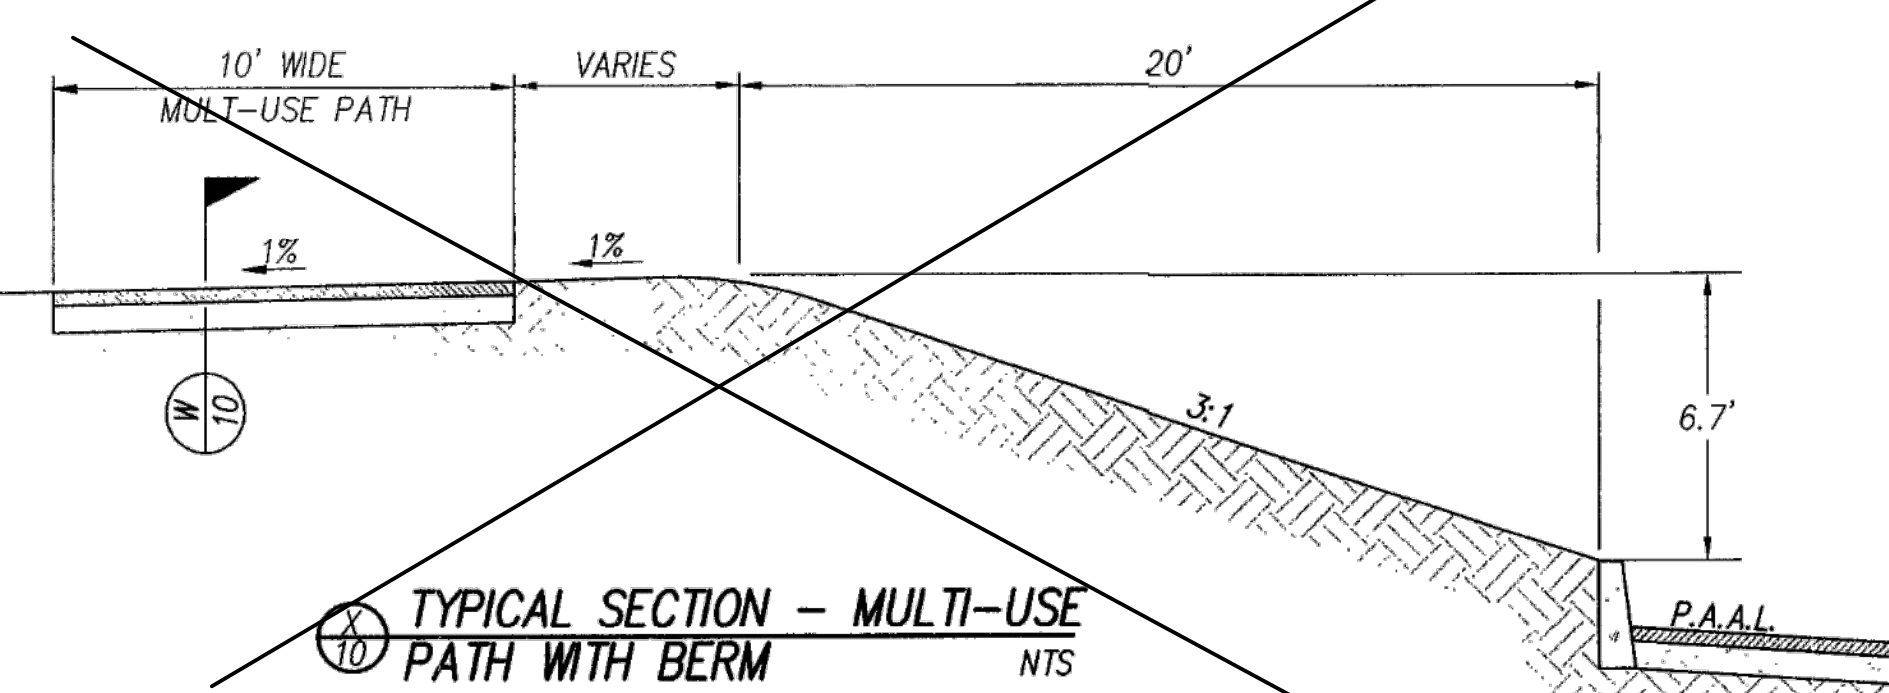 10' WIDE
MULT-USE PATH
VARIES
20'
1%
1%
W
10
3:1
6.7'
P.A.A.L.
X
10
TYPICAL SECTION - MULTI-USE
PATH WITH BERM
NTS